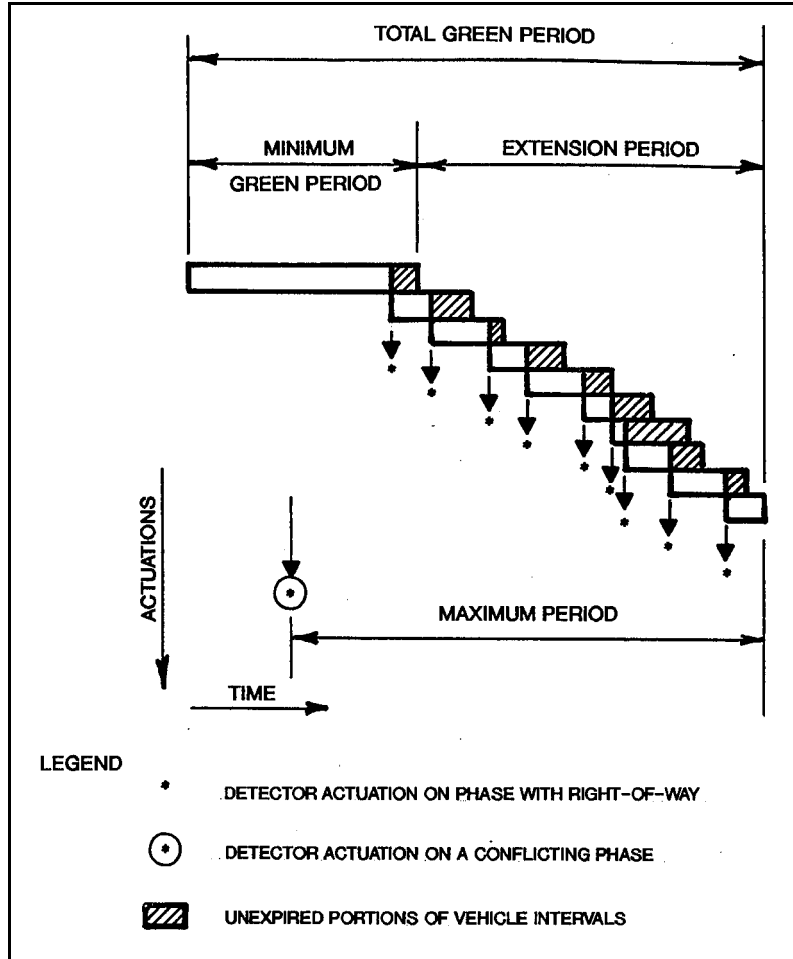 TOTAL GREEN PERIOD
MINIMUM
GREEN PERIOD
EXTENSION PERIOD
ACTUATIONS
MAXIMUM PERIOD
TIME
LEGEND
* DETECTOR ACTUATION ON PHASE WITH RIGHT-OF-WAY
* DETECTOR ACTUATION ON A CONFLICTING PHASE
UNEXPIRED PORTIONS OF VEHICLE INTERVALS